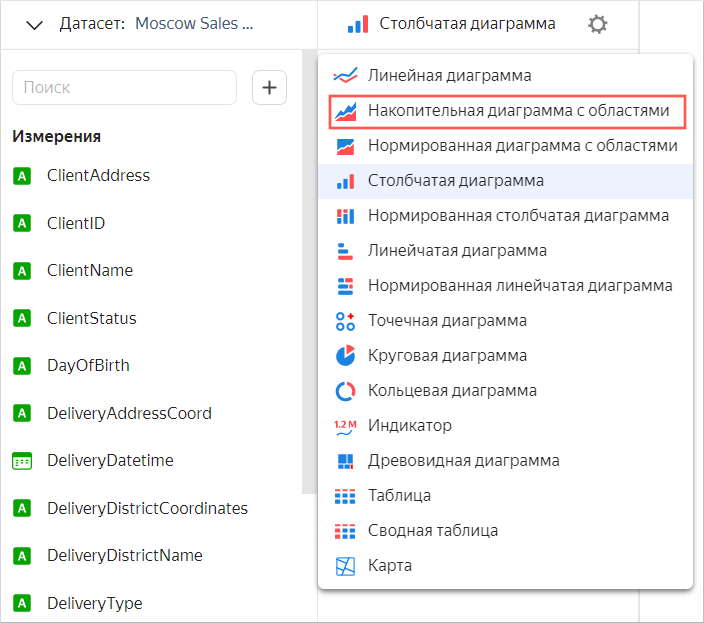 Датасет: Moscow Sales ...
Столбчатая диаграмма
Поиск
Измерения
ClientAddress
ClientID
ClientName
ClientStatus
DayOfBirth
DeliveryAddressCoord
DeliveryDatetime
DeliveryDistrictCoordinates
DeliveryDistrictName
DeliveryType
Линейная диаграмма
Накопительная диаграмма с областями
Нормированная диаграмма с областями
Столбчатая диаграмма
Нормированная столбчатая диаграмма
Линейчатая диаграмма
Нормированная линейчатая диаграмма
Точечная диаграмма
Круговая диаграмма
Кольцевая диаграмма
1.2 M Индикатор
Древовидная диаграмма
Таблица
Сводная таблица
Карта